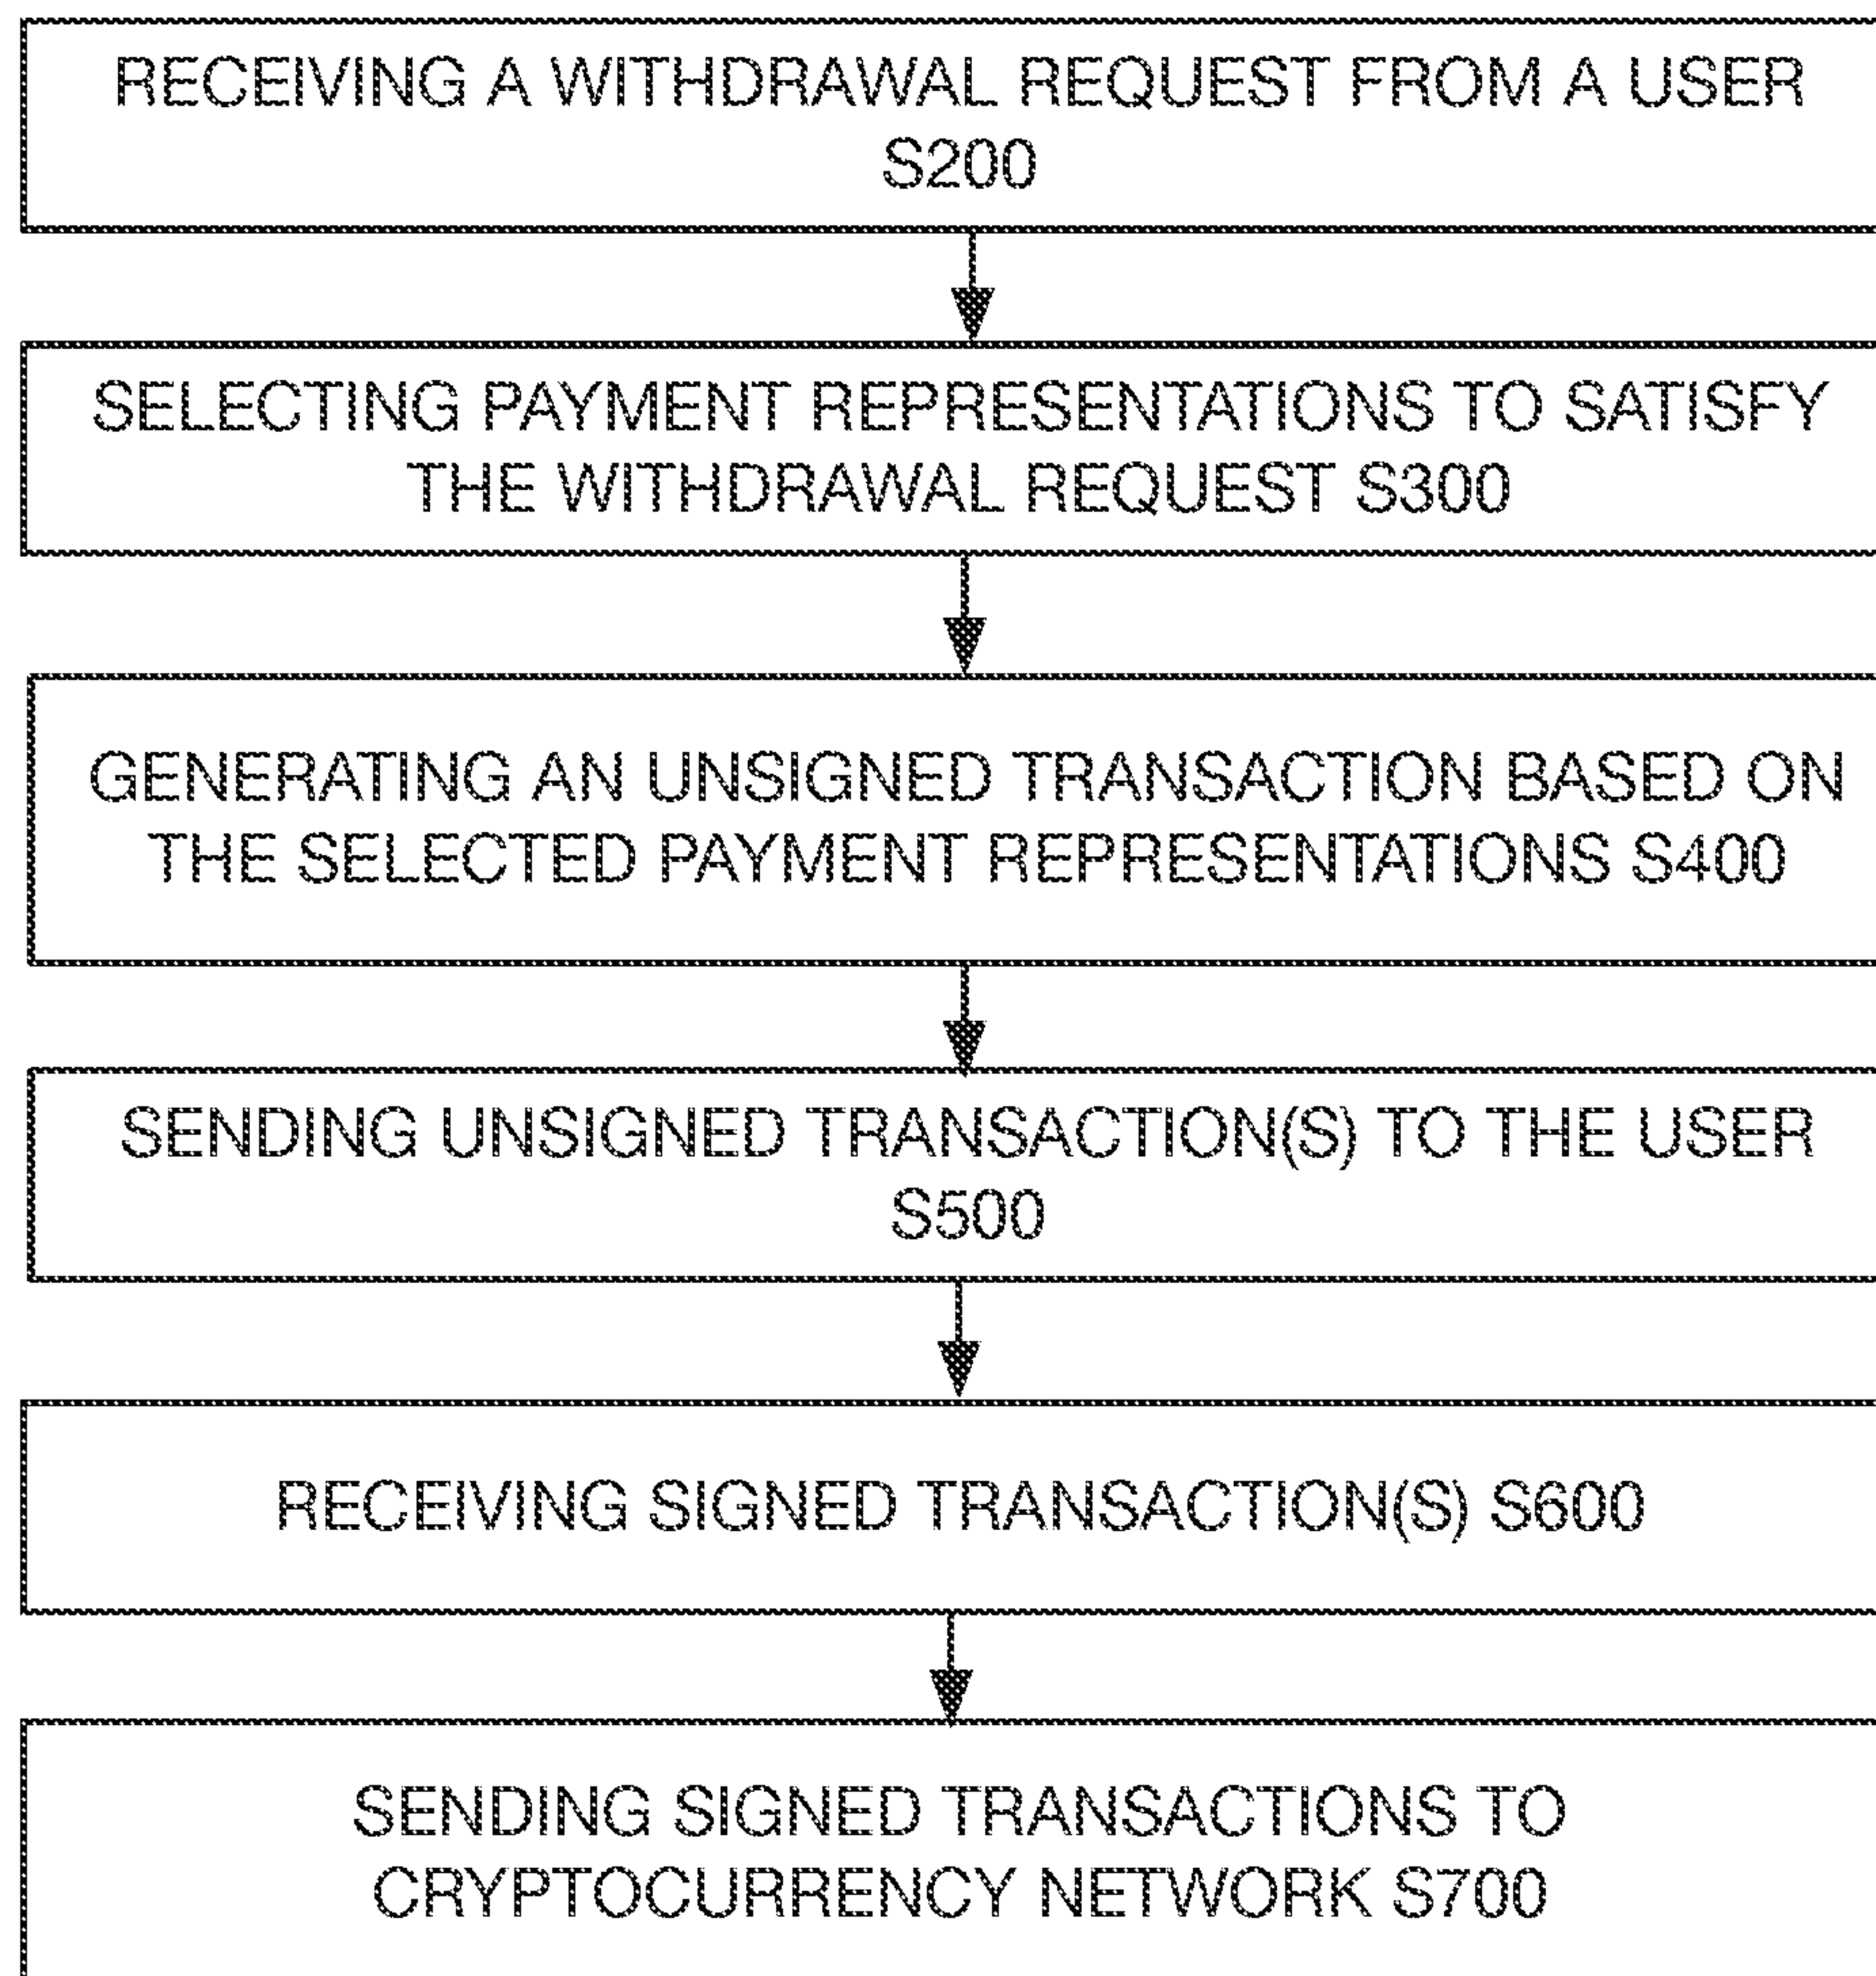 RECEIVING A WITHDRAWAL REQUEST FROM A USER
S200
SELECTING PAYMENT REPRESENTATIONS TO SATISFY
THE WITHDRAWAL REQUEST S300
GENERATING AN UNSIGNED TRANSACTION BASED ON
THE SELECTED PAYMENT REPRESENTATIONS S400
SENDING UNSIGNED TRANSACTION(S) TO THE USER
S500
RECEIVING SIGNED TRANSACTION(S) S600
SENDING SIGNED TRANSACTIONS TO
CRYPTOCURRENCY NETWORK S700